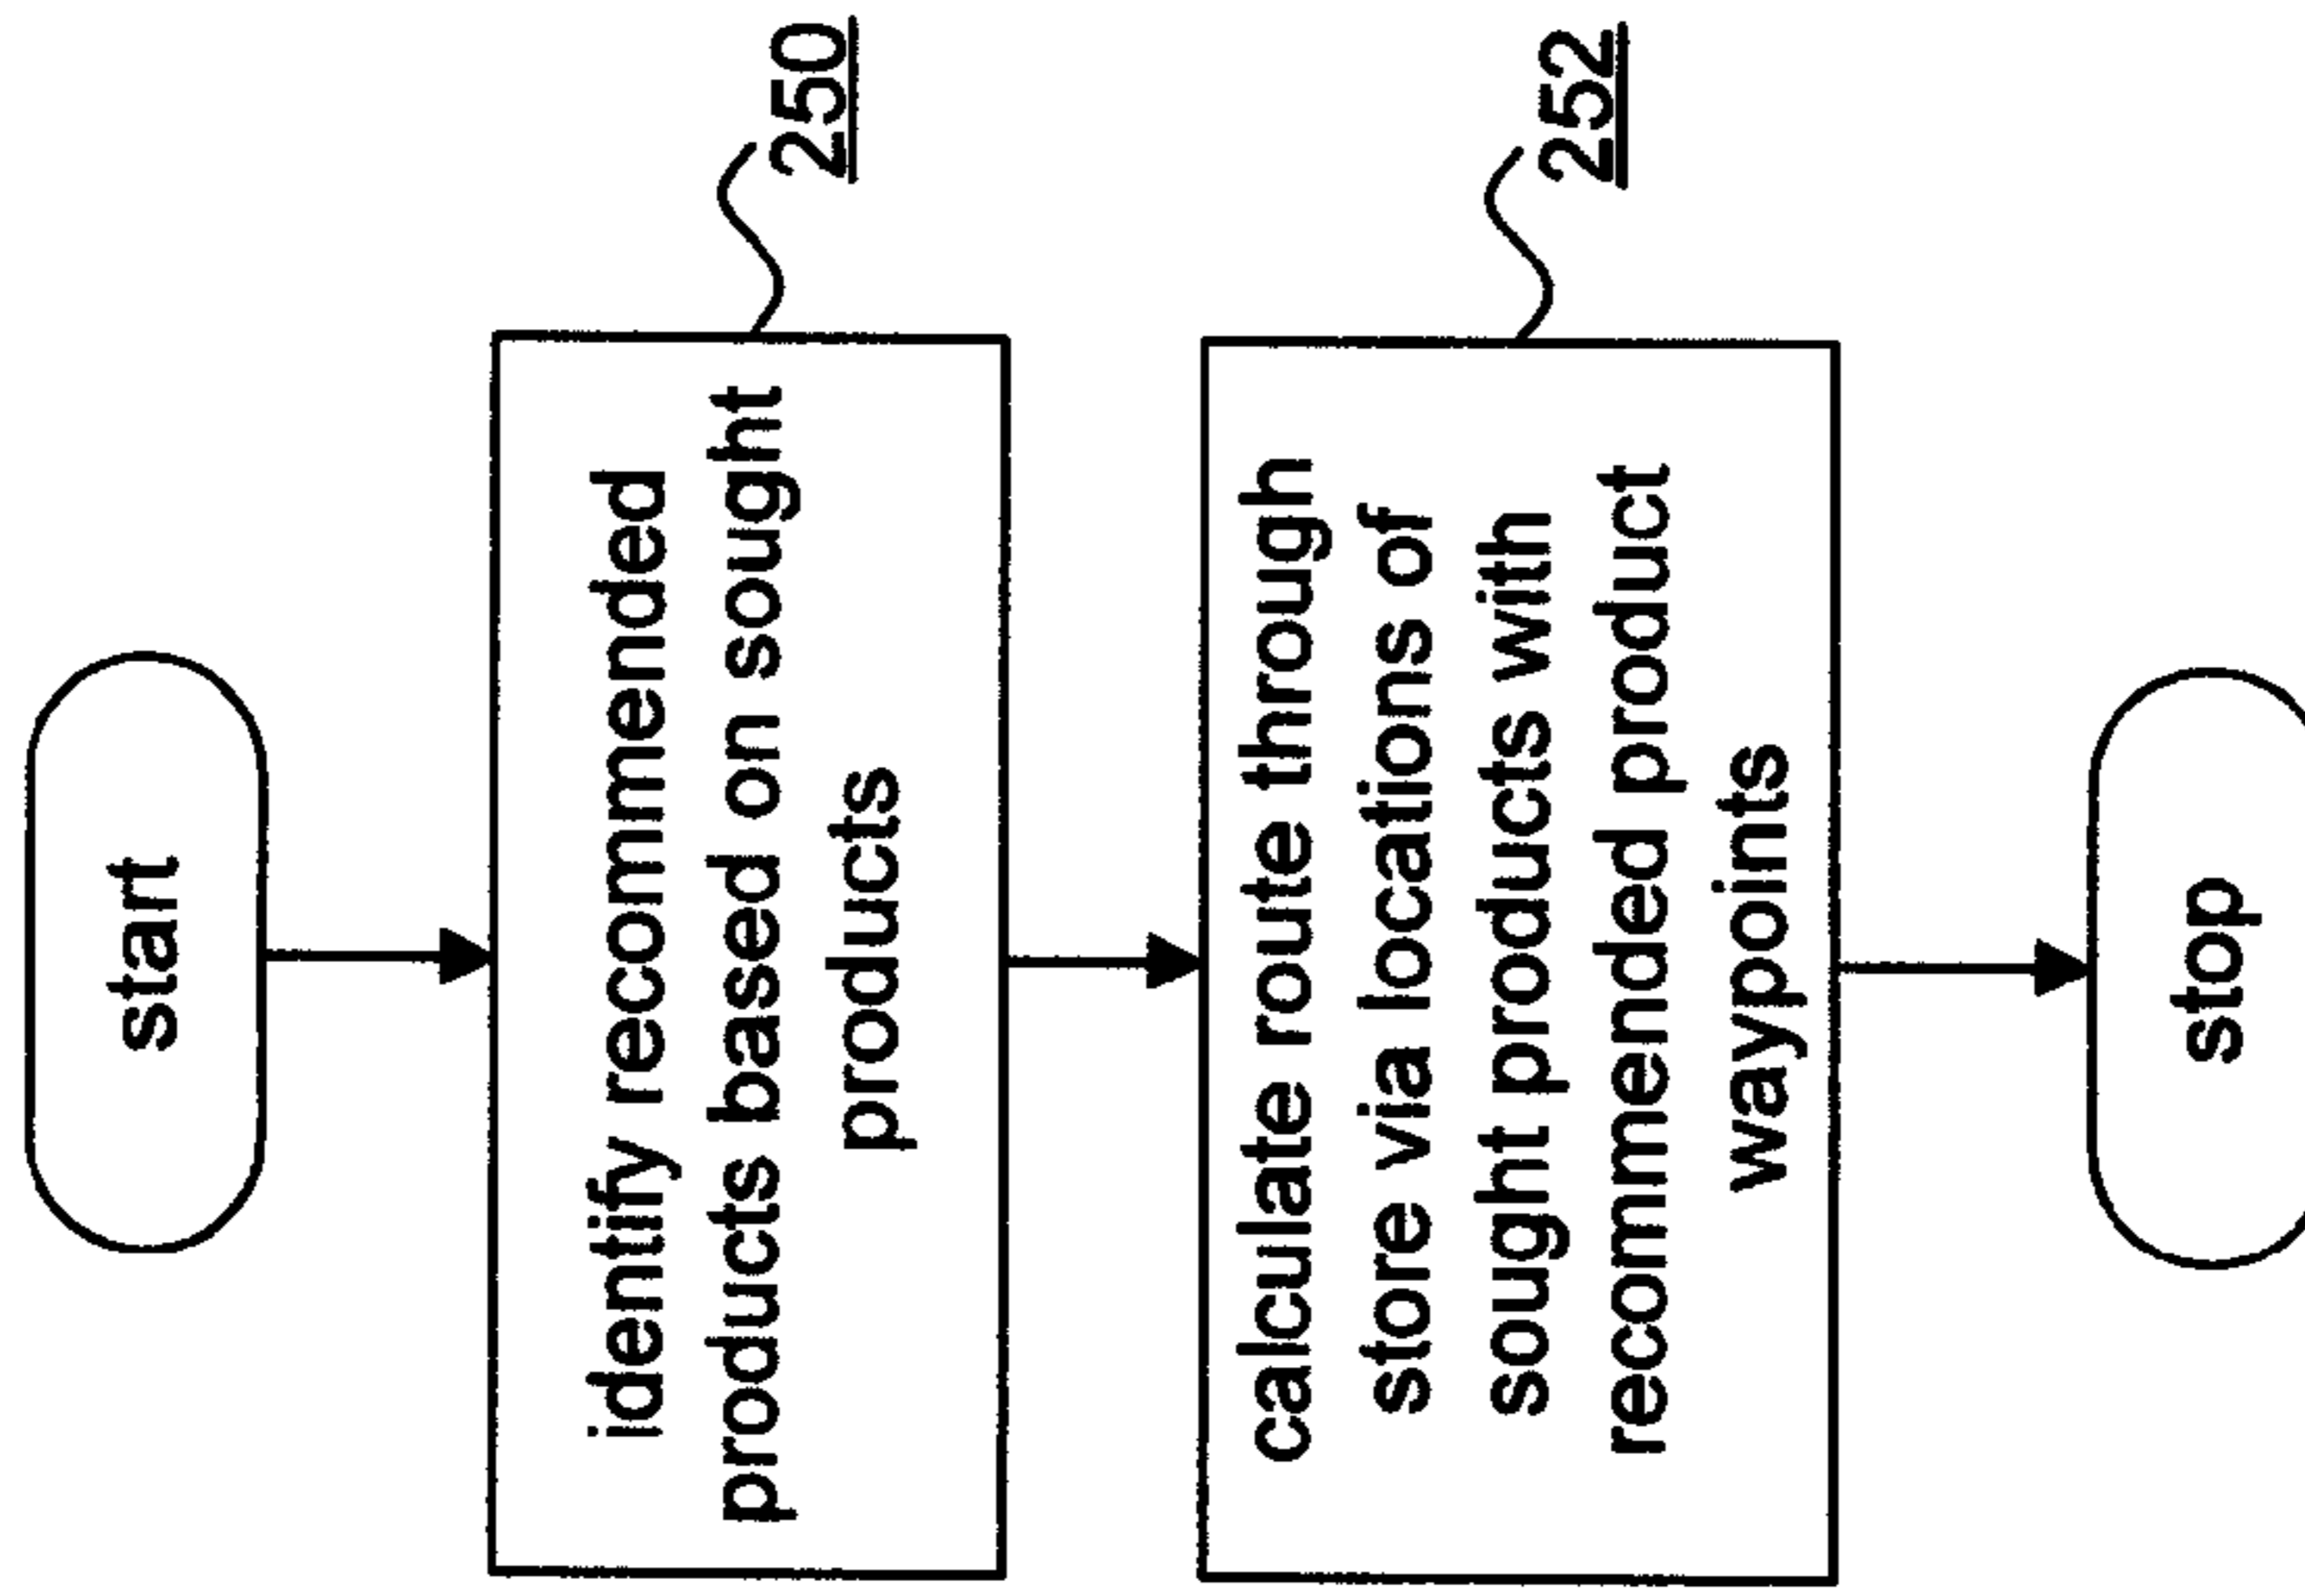 start
identify recommended
products based on sought
products
250
calculate route through
store via locations of
sought products with
recommended product
waypoints
252
stop